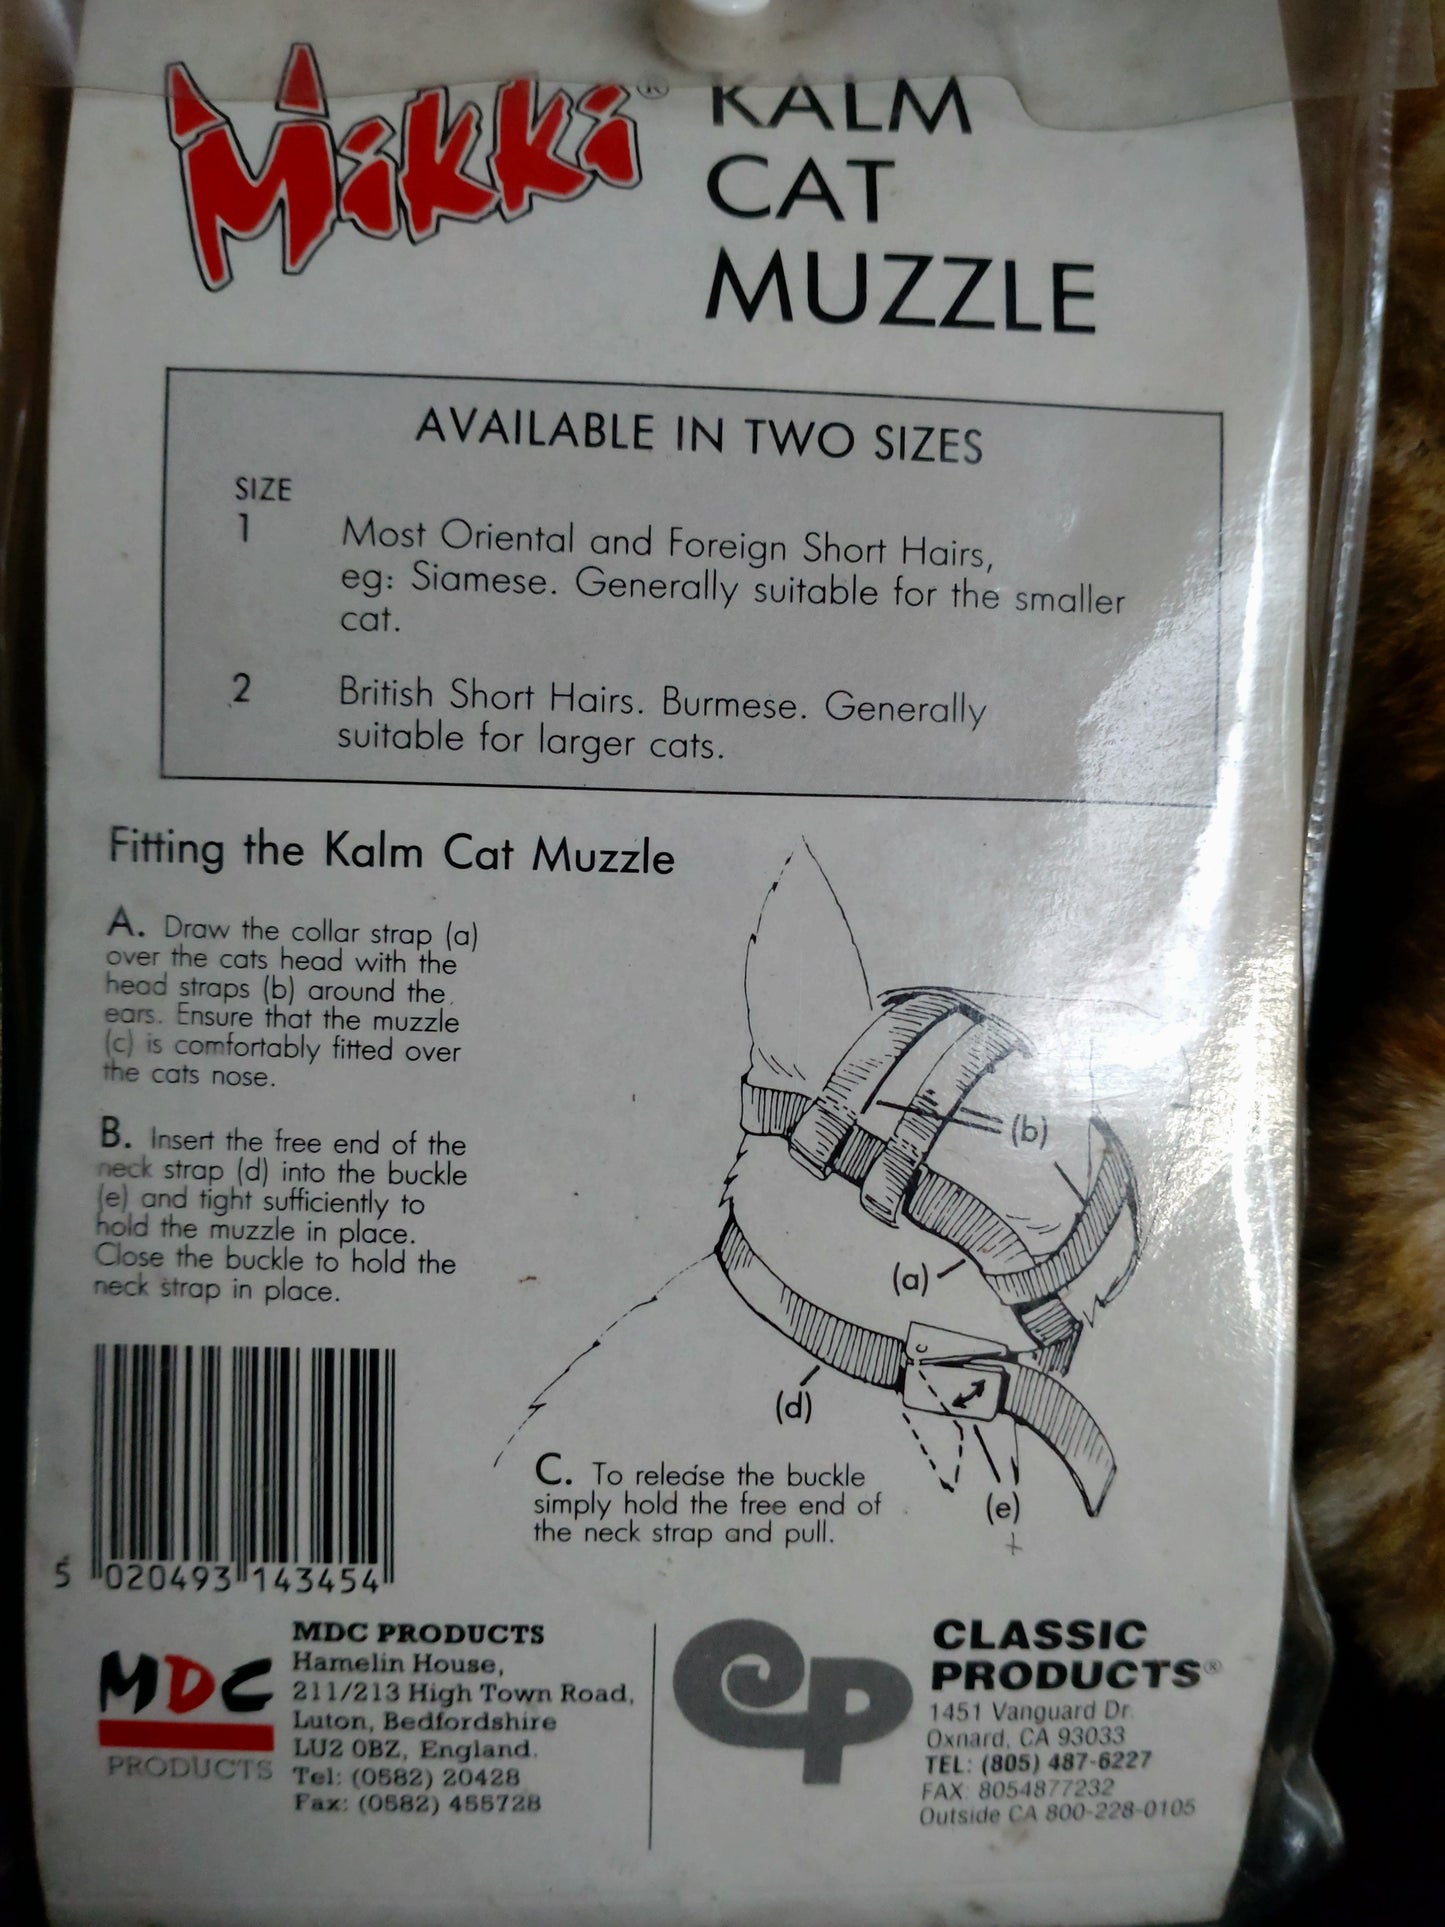 Mikki®
KALM
CAT
MUZZLE
AVAILABLE IN TWO SIZES
SIZE
1 Most Oriental and Foreign Short Hairs,
eg: Siamese. Generally suitable for the smaller
cat.
2 British Short Hairs. Burmese. Generally
suitable for larger cats.
Fitting the Kalm Cat Muzzle
A. Draw the collar strap (a)
over the cats head with the
head straps (b) around the
ears. Ensure that the muzzle
(c) is comfortably fitted over
the cats nose.
B. Insert the free end of the
neck strap (d) into the buckle
(e) and tight sufficiently to
hold the muzzle in place.
Close the buckle to hold the
neck strap in place.
(b)
(a)
(d)
(e)
C. To release the buckle
simply hold the free end of
the neck strap and pull.
5 020493 143454
MDC
PRODUCTS
MDC PRODUCTS
Hamelin House,
211/213 High Town Road,
Luton, Bedfordshire
LU2 0BZ, England.
Tel: (0582) 20428
Fax: (0582) 455728
CP
CLASSIC
PRODUCTS®
1451 Vanguard Dr.
Oxnard, CA 93033
TEL: (805) 487-6227
FAX: 8054877232
Outside CA 800-228-0105